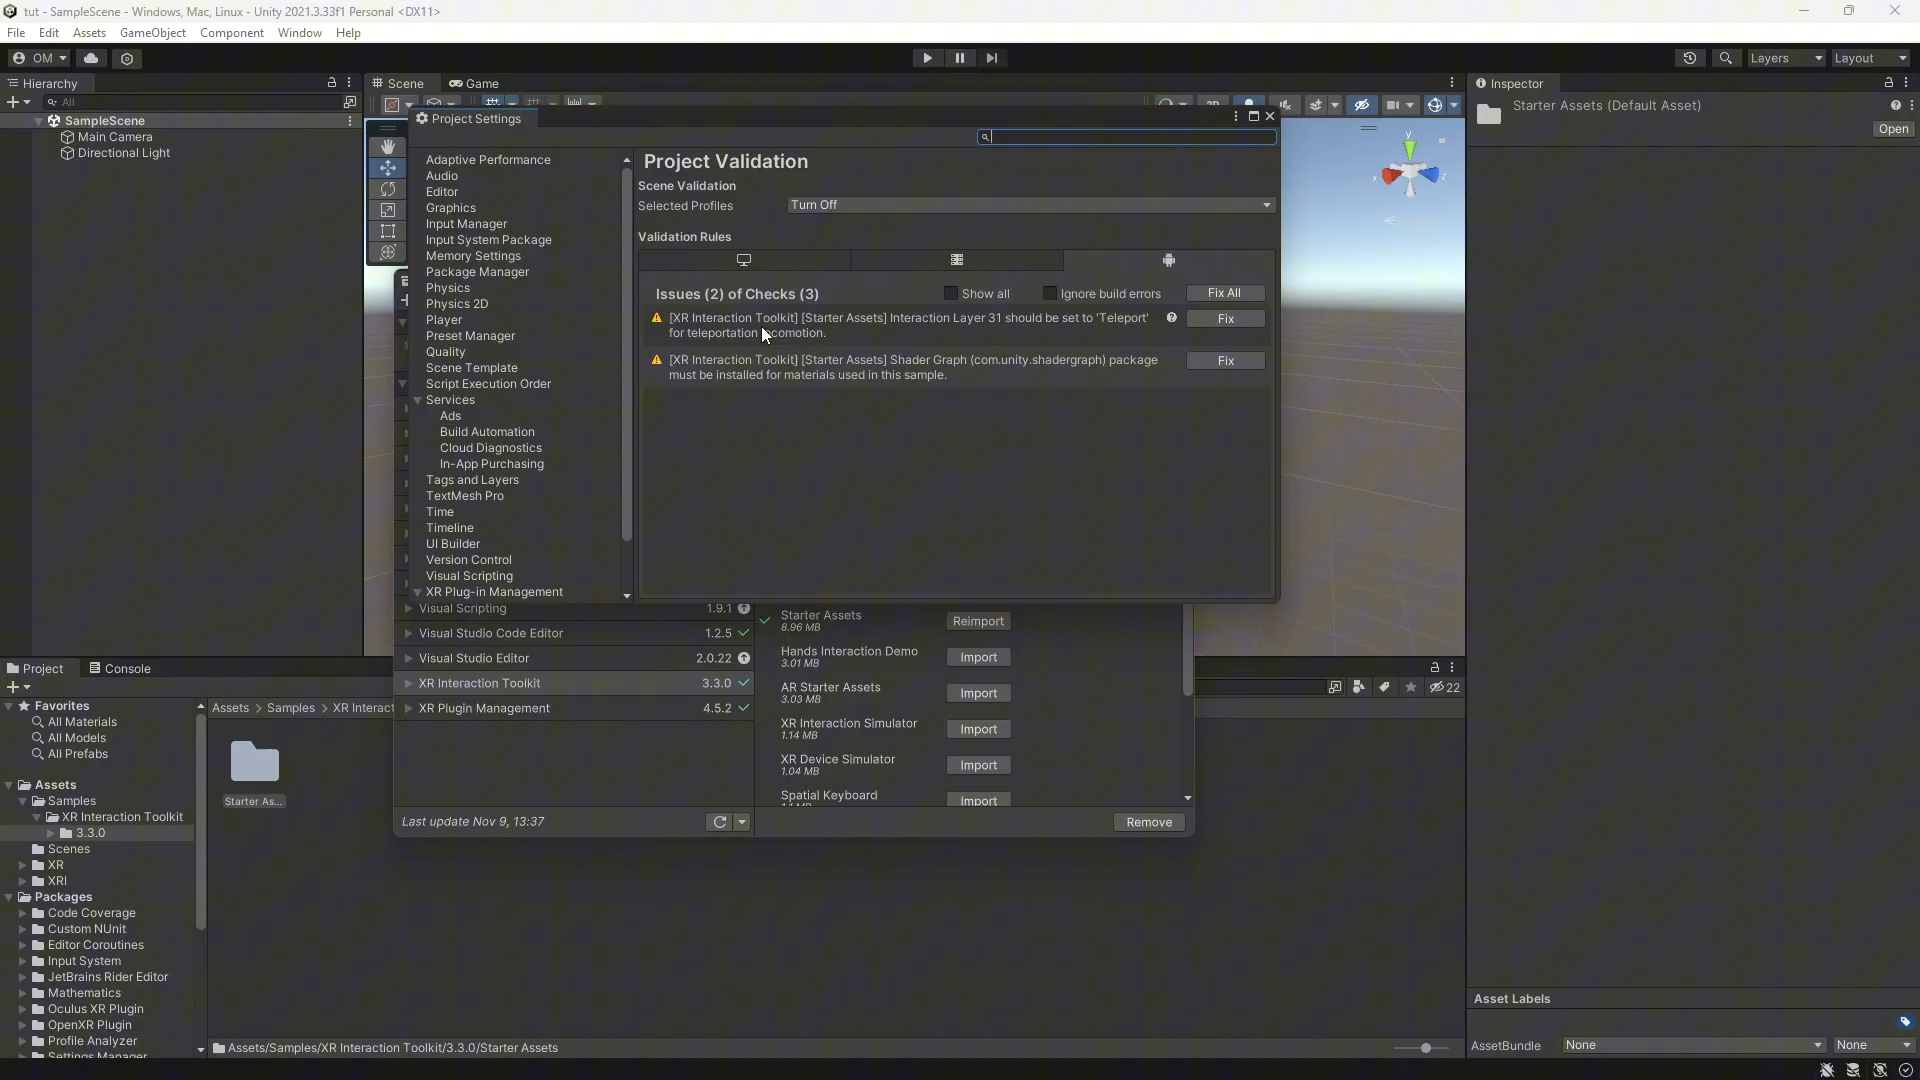 tut - SampleScene - Windows, Mac, Linux - Unity 2021.3.33f1 Personal <DX11>
File Edit Assets GameObject Component Window Help
OM Layers Layout
Hierarchy
All
SampleScene
Main Camera
Directional Light
Scene Game
Project Settings
Adaptive Performance
Audio
Editor
Graphics
Input Manager
Input System Package
Memory Settings
Package Manager
Physics
Physics 2D
Player
Preset Manager
Quality
Scene Template
Script Execution Order
Services
Ads
Build Automation
Cloud Diagnostics
In-App Purchasing
Tags and Layers
TextMesh Pro
Time
Timeline
UI Builder
Version Control
Visual Scripting
XR Plug-in Management
Project Validation
Scene Validation
Selected Profiles Turn Off
Validation Rules
Issues (2) of Checks (3) Show all Ignore build errors Fix All
[XR Interaction Toolkit] [Starter Assets] Interaction Layer 31 should be set to 'Teleport' Fix
for teleportation locomotion.
[XR Interaction Toolkit] [Starter Assets] Shader Graph (com.unity.shadergraph) package Fix
must be installed for materials used in this sample.
Visual Scripting 1.9.1
Visual Studio Code Editor 1.2.5
Visual Studio Editor 2.0.22
XR Interaction Toolkit 3.3.0
XR Plugin Management 4.5.2
Last update Nov 9, 13:37
Starter Assets Reimport
8.96 MB
Hands Interaction Demo Import
3.01 MB
AR Starter Assets Import
3.03 MB
XR Interaction Simulator Import
1.14 MB
XR Device Simulator Import
1.04 MB
Spatial Keyboard Import
Remove
Inspector
Starter Assets (Default Asset)
Open
y
x
z
Project Console
22
Favorites
All Materials
All Models
All Prefabs
Assets
Samples
XR Interaction Toolkit
3.3.0
Scenes
XR
XRI
Packages
Code Coverage
Custom NUnit
Editor Coroutines
Input System
JetBrains Rider Editor
Mathematics
Oculus XR Plugin
OpenXR Plugin
Profile Analyzer
Settings Manager
Assets > Samples > XR Interact
Starter As...
Assets/Samples/XR Interaction Toolkit/3.3.0/Starter Assets
Asset Labels
AssetBundle None None